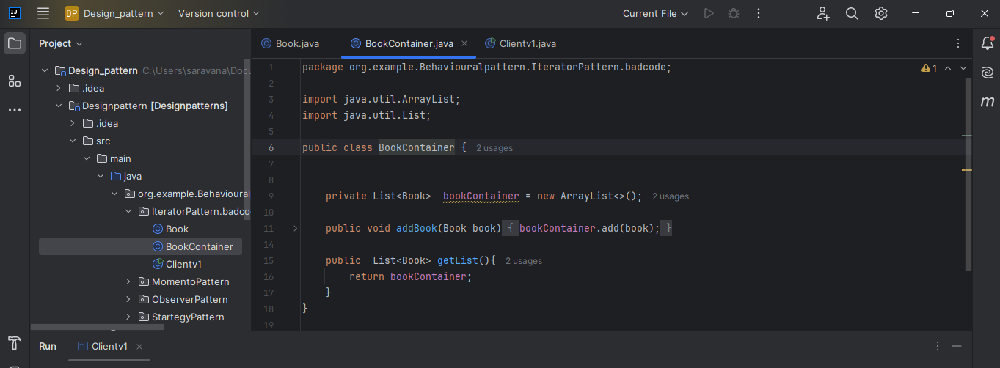 DP Design_pattern Version control Current File
Project
Book.java BookContainer.java Clientv1.java
Design_pattern C:\Users\saravana\Docu
.idea
Designpattern [Designpatterns]
.idea
src
main
java
org.example.Behavioural
IteratorPattern.badco
Book
BookContainer
Clientv1
MomentoPattern
ObserverPattern
StartegyPattern
1 package org.example.Behaviouralpattern.IteratorPattern.badcode; 1
2
3 import java.util.ArrayList;
4 import java.util.List;
5
6 public class BookContainer { 2 usages
7
8
9 private List<Book>  bookContainer = new ArrayList<>(); 2 usages
10
11 public void addBook(Book book) { bookContainer.add(book); }
14
15 public  List<Book> getList(){ 2 usages
16 return bookContainer;
17 }
18 }
19
m
Run Clientv1